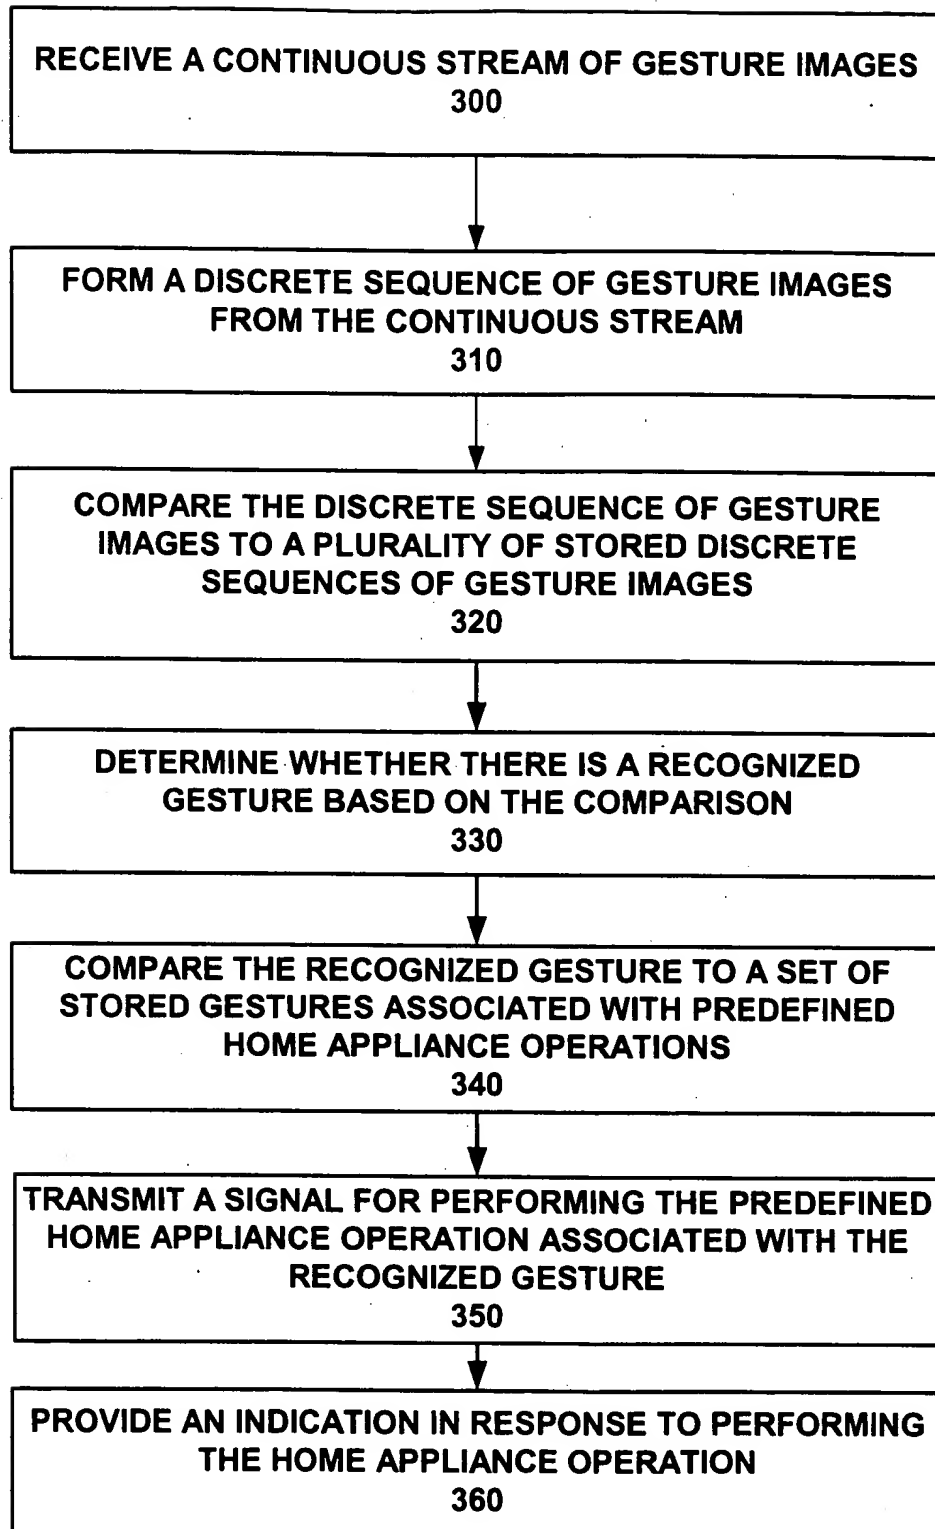 RECEIVE A CONTINUOUS STREAM OF GESTURE IMAGES
300
FORM A DISCRETE SEQUENCE OF GESTURE IMAGES
FROM THE CONTINUOUS STREAM
310
COMPARE THE DISCRETE SEQUENCE OF GESTURE
IMAGES TO A PLURALITY OF STORED DISCRETE
SEQUENCES OF GESTURE IMAGES
320
DETERMINE WHETHER THERE IS A RECOGNIZED
GESTURE BASED ON THE COMPARISON
330
COMPARE THE RECOGNIZED GESTURE TO A SET OF
STORED GESTURES ASSOCIATED WITH PREDEFINED
HOME APPLIANCE OPERATIONS
340
TRANSMIT A SIGNAL FOR PERFORMING THE PREDEFINED
HOME APPLIANCE OPERATION ASSOCIATED WITH THE
RECOGNIZED GESTURE
350
PROVIDE AN INDICATION IN RESPONSE TO PERFORMING
THE HOME APPLIANCE OPERATION
360